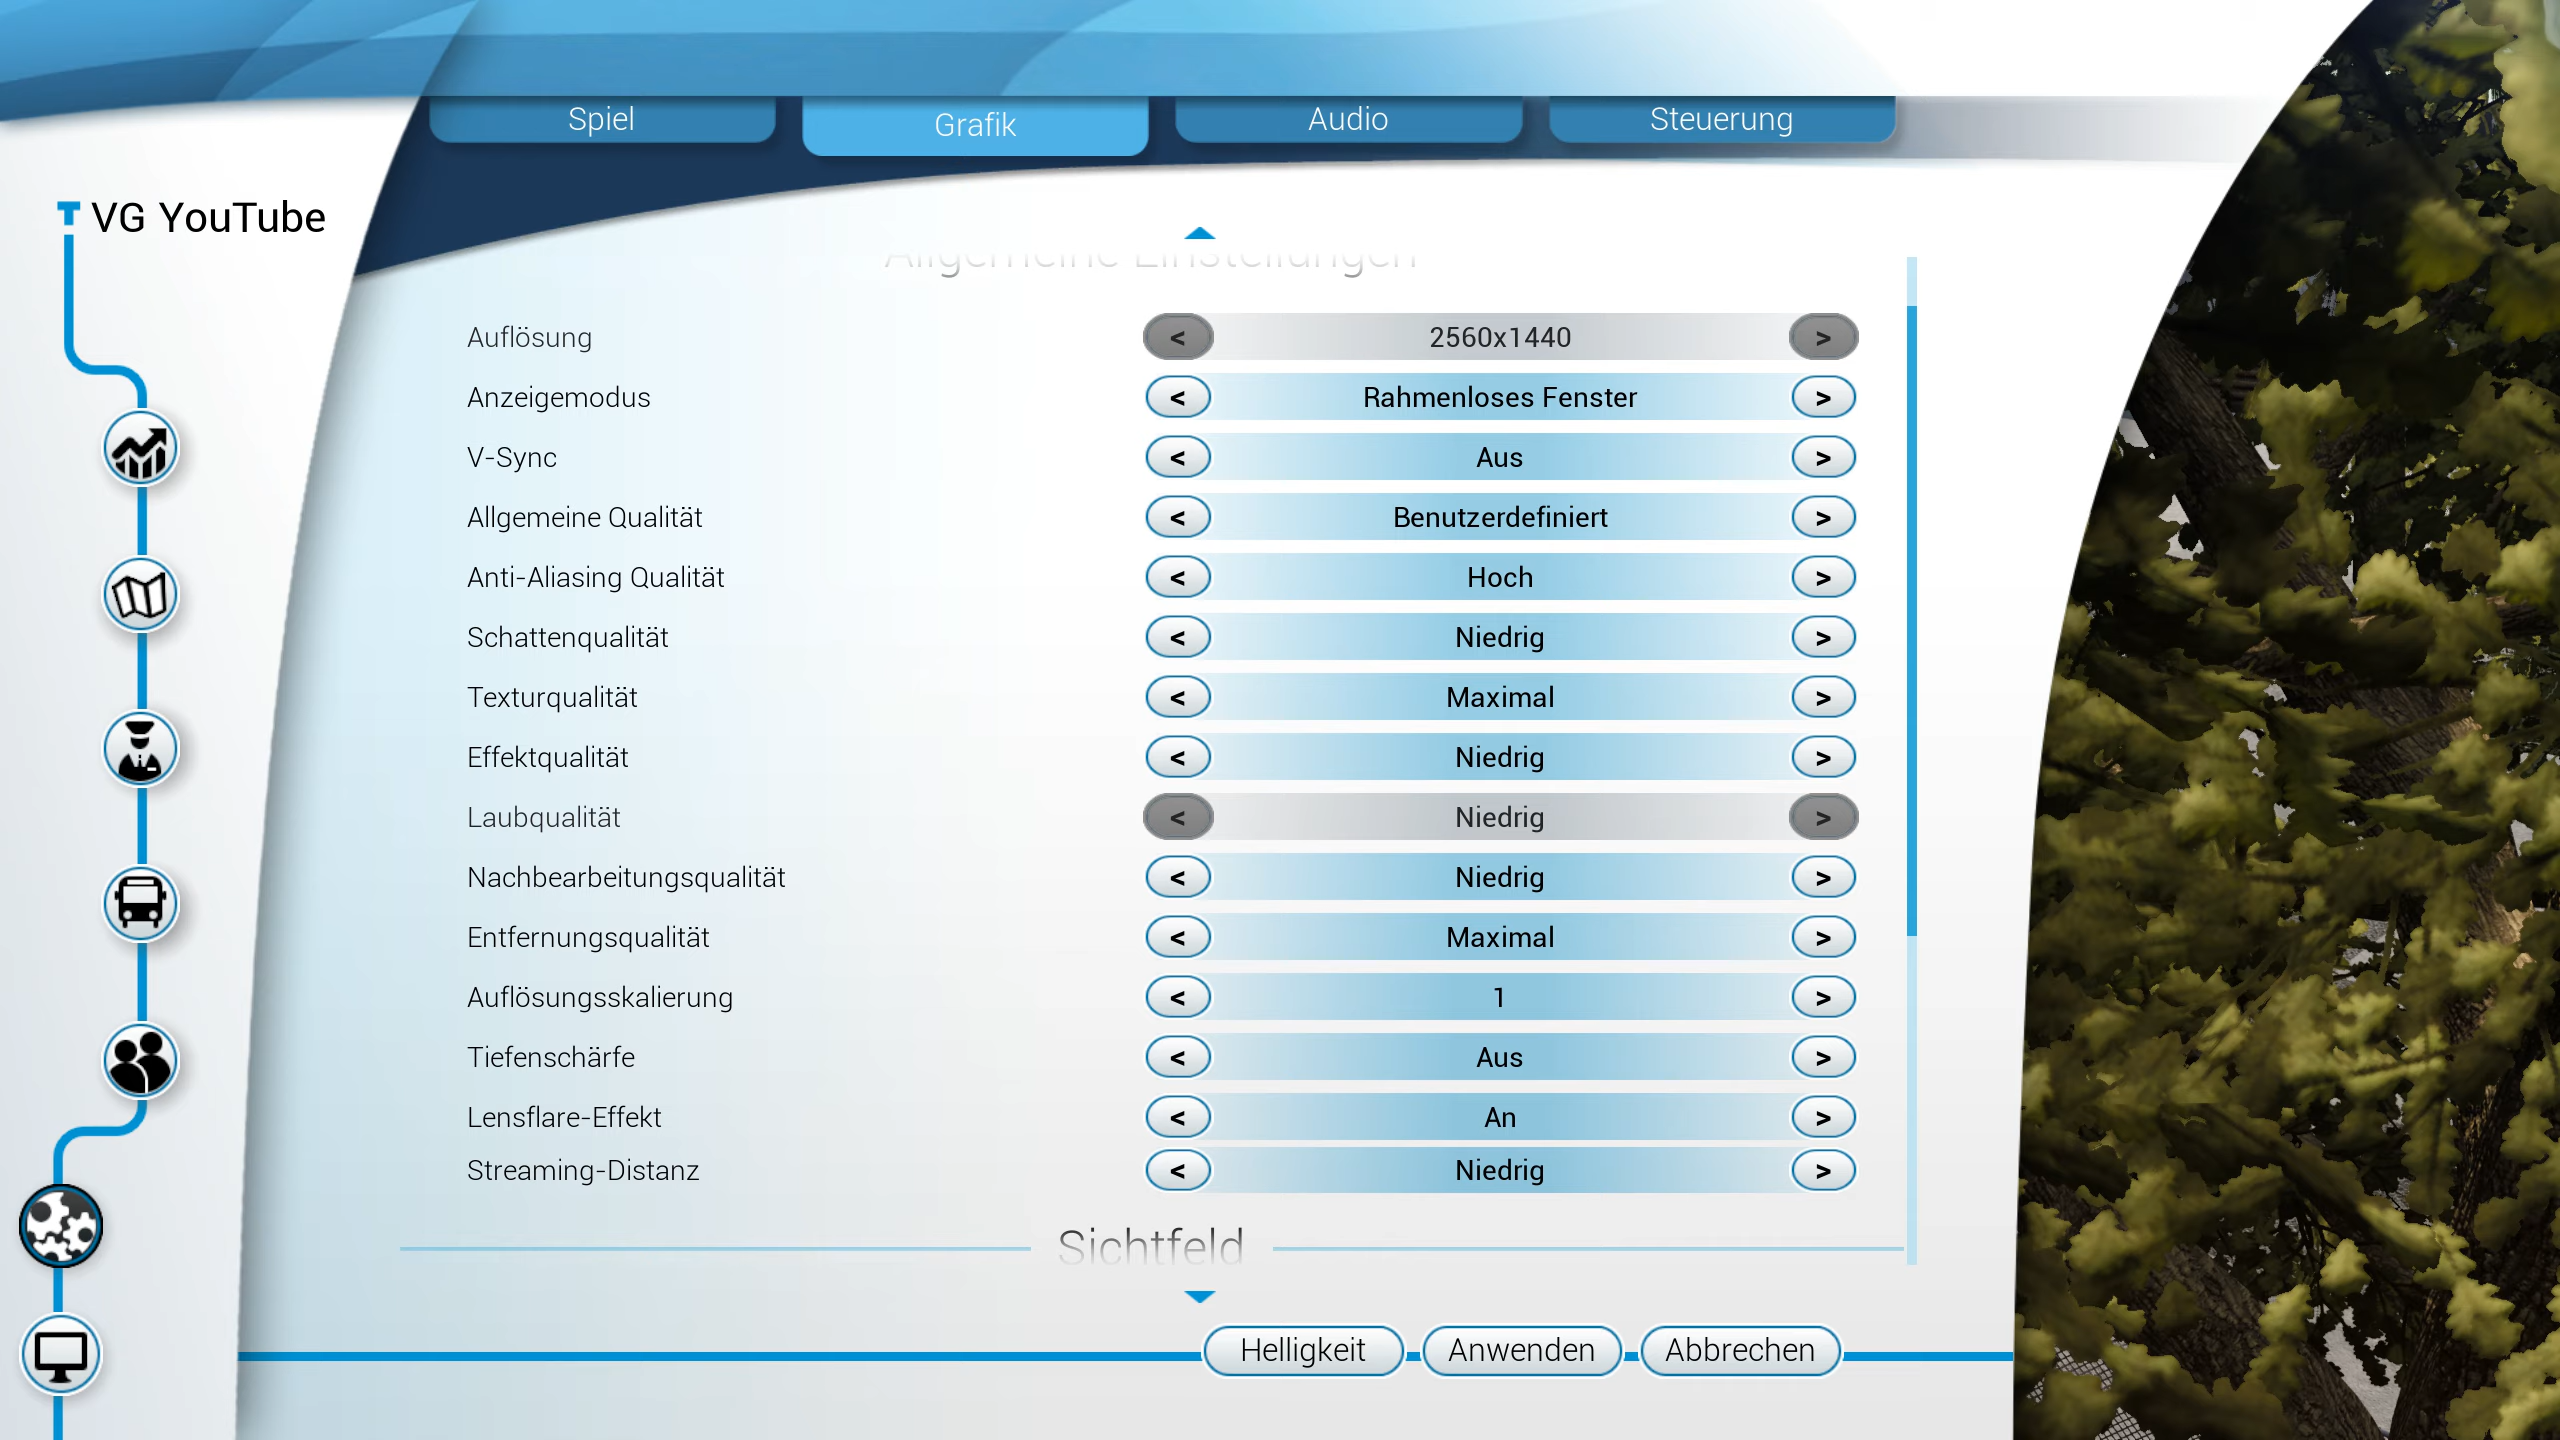 Spiel
Grafik
Audio
Steuerung
VG YouTube
Allgemeine Einstellungen
Auflösung < 2560x1440 >
Anzeigemodus < Rahmenloses Fenster >
V-Sync < Aus >
Allgemeine Qualität < Benutzerdefiniert >
Anti-Aliasing Qualität < Hoch >
Schattenqualität < Niedrig >
Texturqualität < Maximal >
Effektqualität < Niedrig >
Laubqualität < Niedrig >
Nachbearbeitungsqualität < Niedrig >
Entfernungsqualität < Maximal >
Auflösungsskalierung < 1 >
Tiefenschärfe < Aus >
Lensflare-Effekt < An >
Streaming-Distanz < Niedrig >
Sichtfeld
Helligkeit
Anwenden
Abbrechen